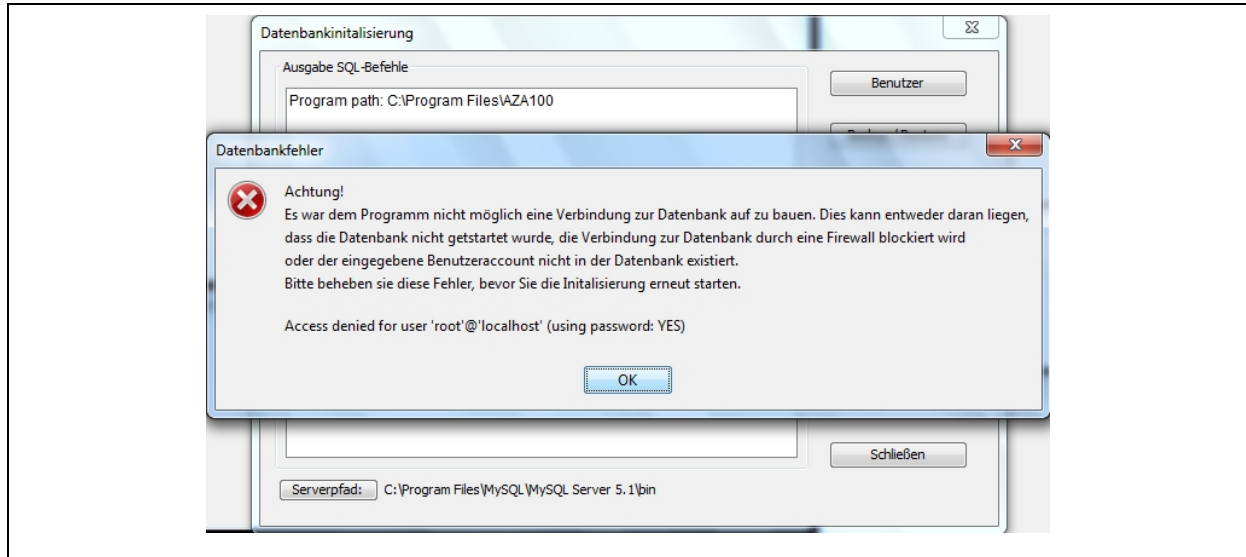 Datenbankinitalisierung
Ausgabe SQL-Befehle
Benutzer
Program path: C:\Program Files\AZA100
Datenbankfehler
Achtung!
Es war dem Programm nicht möglich eine Verbindung zur Datenbank auf zu bauen. Dies kann entweder daran liegen,
dass die Datenbank nicht getstartet wurde, die Verbindung zur Datenbank durch eine Firewall blockiert wird
oder der eingegebene Benutzeraccount nicht in der Datenbank existiert.
Bitte beheben sie diese Fehler, bevor Sie die Initalisierung erneut starten.
Access denied for user 'root'@'localhost' (using password: YES)
OK
Schließen
Serverpfad: C:\Program Files\MySQL\MySQL Server 5.1\bin